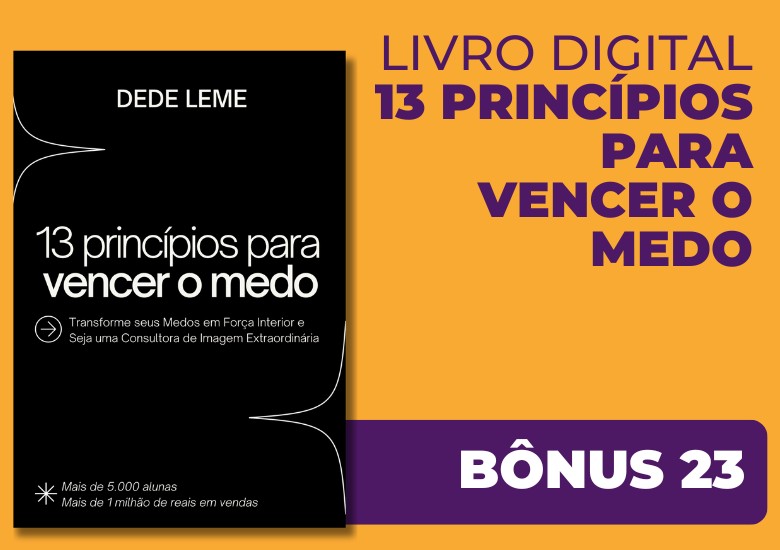 DEDE LEME
13 princípios para
vencer o medo
Transforme seus Medos em Força Interior e
Seja uma Consultora de Imagem Extraordinária
Mais de 5.000 alunas
Mais de 1 milhão de reais em vendas
LIVRO DIGITAL
13 PRINCÍPIOS
PARA
VENCER O
MEDO
BÔNUS 23